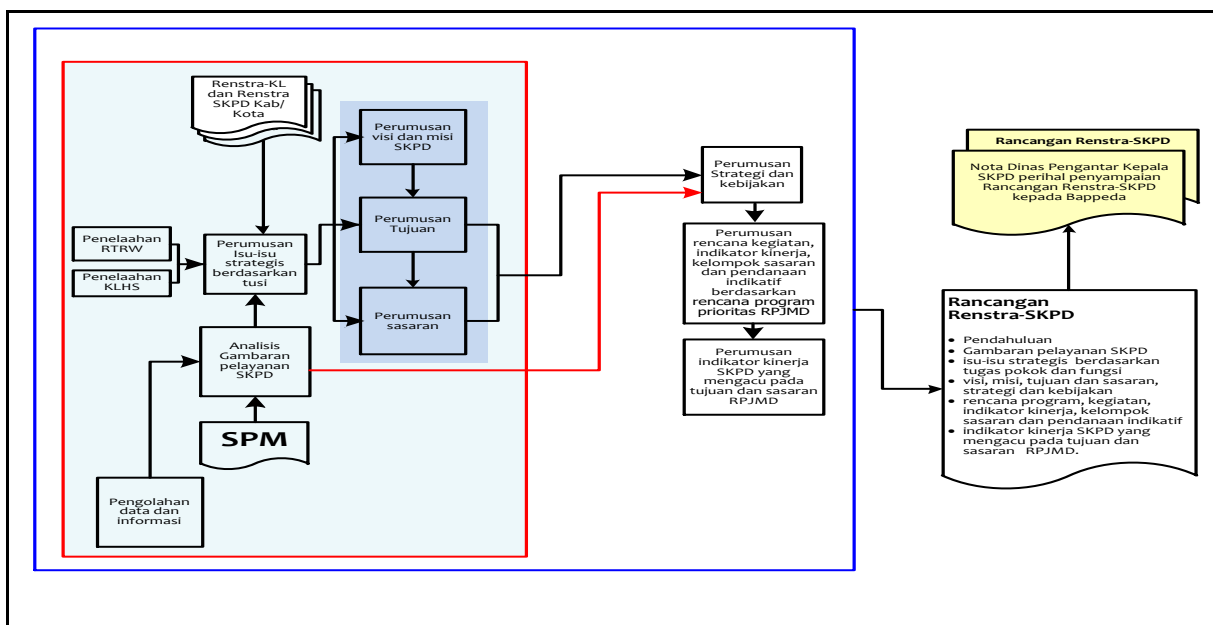 Renstra-KL
dan Renstra
SKPD Kab/
Kota
Perumusan
visi dan misi
SKPD
Perumusan
Tujuan
Perumusan
sasaran
Penelaahan
RTRW
Penelaahan
KLHS
Perumusan
Isu-isu
strategis
berdasarkan
tusi
Analisis
Gambaran
pelayanan
SKPD
SPM
Pengolahan
data dan
informasi
Perumusan
Strategi dan
kebijakan
Perumusan
rencana kegiatan,
indikator kinerja,
kelompok sasaran
dan pendanaan
indikatif
berdasarkan
rencana program
prioritas RPJMD
Perumusan
indikator kinerja
SKPD yang
mengacu pada
tujuan dan sasaran
RPJMD
Rancangan Renstra-SKPD
Nota Dinas Pengantar Kepala
SKPD perihal penyampaian
Rancangan Renstra-SKPD
kepada Bappeda
Rancangan
Renstra-SKPD
• Pendahuluan
• Gambaran pelayanan SKPD
• isu-isu strategis berdasarkan
tugas pokok dan fungsi
• visi, misi, tujuan dan sasaran,
strategi dan kebijakan
• rencana program, kegiatan,
indikator kinerja, kelompok
sasaran dan pendanaan indikatif
• indikator kinerja SKPD yang
mengacu pada tujuan dan
sasaran RPJMD.